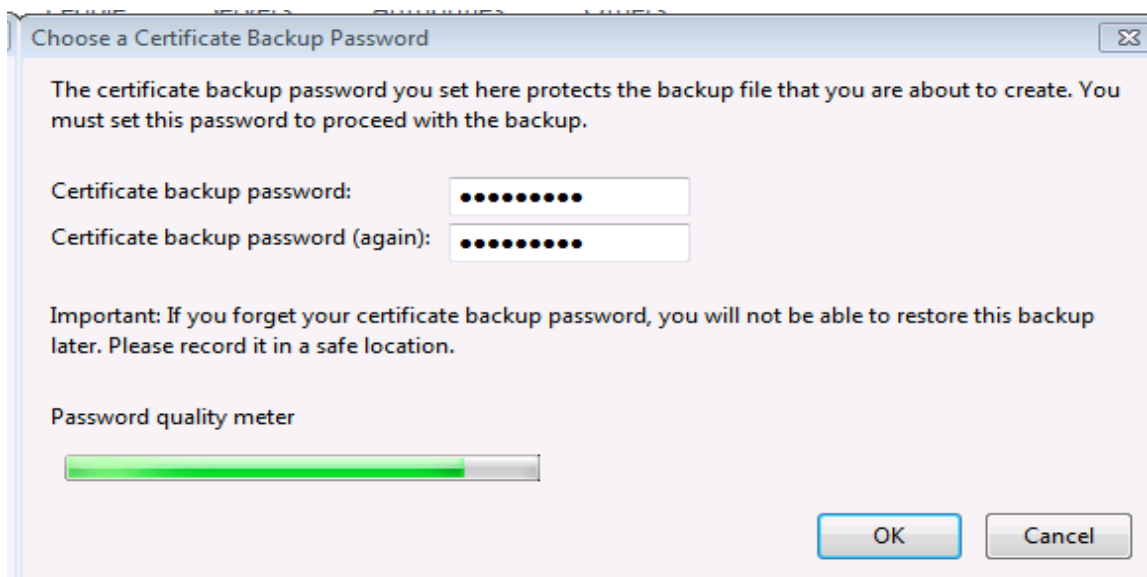 Choose a Certificate Backup Password
The certificate backup password you set here protects the backup file that you are about to create. You
must set this password to proceed with the backup.
Certificate backup password:
●●●●●●●●●
Certificate backup password (again):
●●●●●●●●●
Important: If you forget your certificate backup password, you will not be able to restore this backup
later. Please record it in a safe location.
Password quality meter
OK Cancel